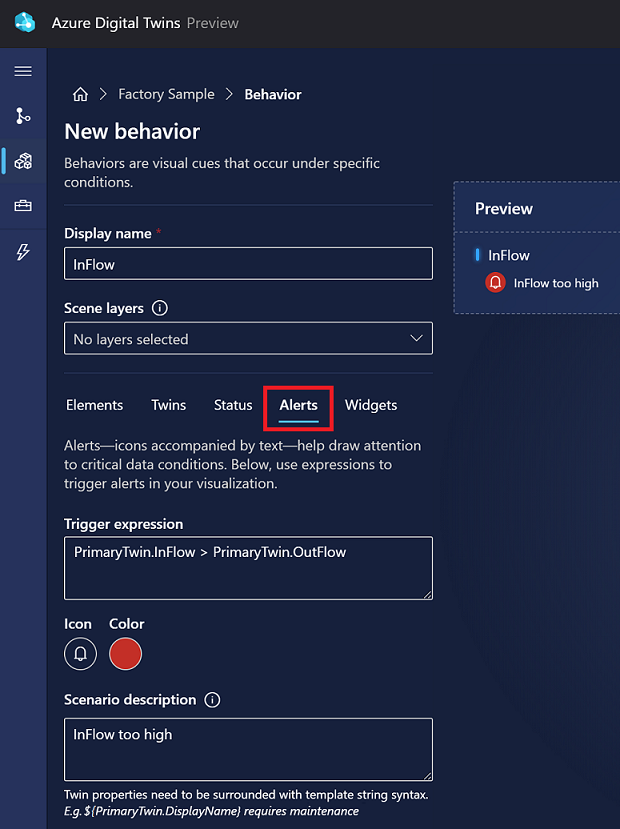 Azure Digital Twins Preview
Factory Sample Behavior
New behavior
Behaviors are visual cues that occur under specific
conditions.
Display name *
InFlow
Scene layers
No layers selected
Elements Twins Status Alerts Widgets
Alerts—icons accompanied by text—help draw attention
to critical data conditions. Below, use expressions to
trigger alerts in your visualization.
Trigger expression
PrimaryTwin.InFlow > PrimaryTwin.OutFlow
Icon Color
Scenario description
InFlow too high
Twin properties need to be surrounded with template string syntax.
E.g. ${PrimaryTwin.DisplayName} requires maintenance
Preview
InFlow
InFlow too high